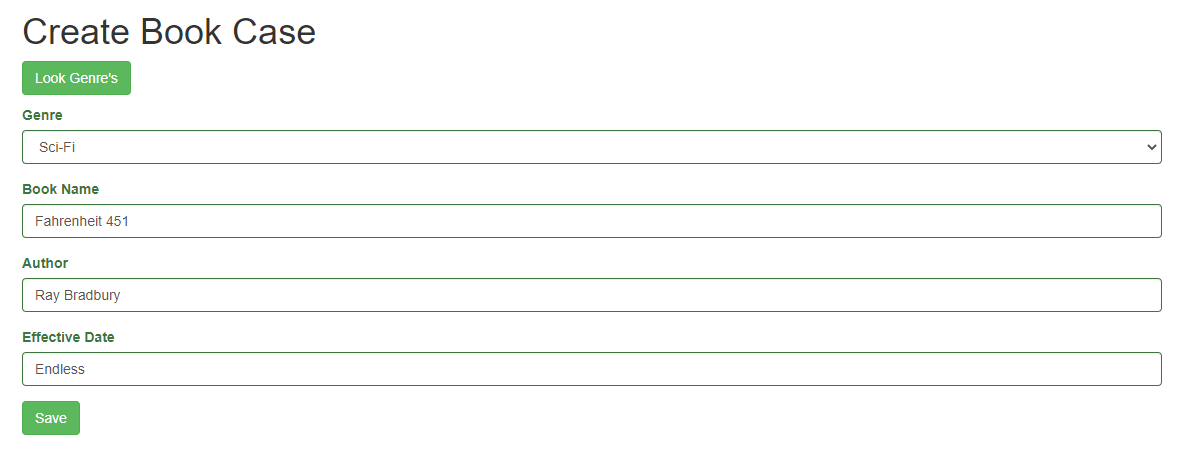 Create Book Case
Look Genre's
Genre
Sci-Fi
Book Name
Fahrenheit 451
Author
Ray Bradbury
Effective Date
Endless
Save